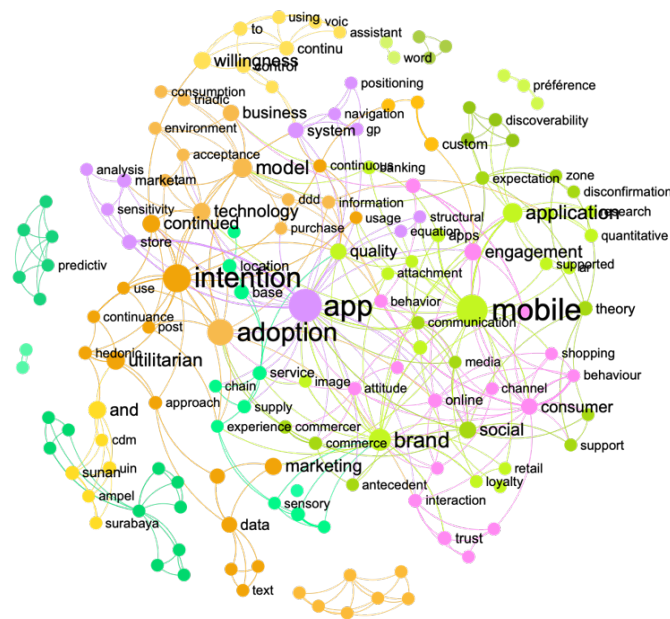 using
voic
to
assistant
continu
word
willingness
control
positioning
préférence
consumption
triadic
navigation
discoverability
business
system
gp
environment
custom
acceptance
continuous
banking
analysis
model
expectation
zone
market
am
ddd
information
disconfirmation
sensitivity
technology
structural
application
research
continued
purchase
usage
equation
apps
quantitative
store
quality
engagement
location
attachment
supported
predictiv
intention
base
behavior
app
mobile
theory
use
communication
continuance
post
adoption
hedonic
utilitarian
media
shopping
service
behaviour
chain
image
attitude
channel
approach
supply
online
consumer
and
experience
commercer
cdm
commerce
brand
social
support
sunan
uin
marketing
retail
ampel
antecedent
loyalty
surabaya
sensory
interaction
data
trust
text